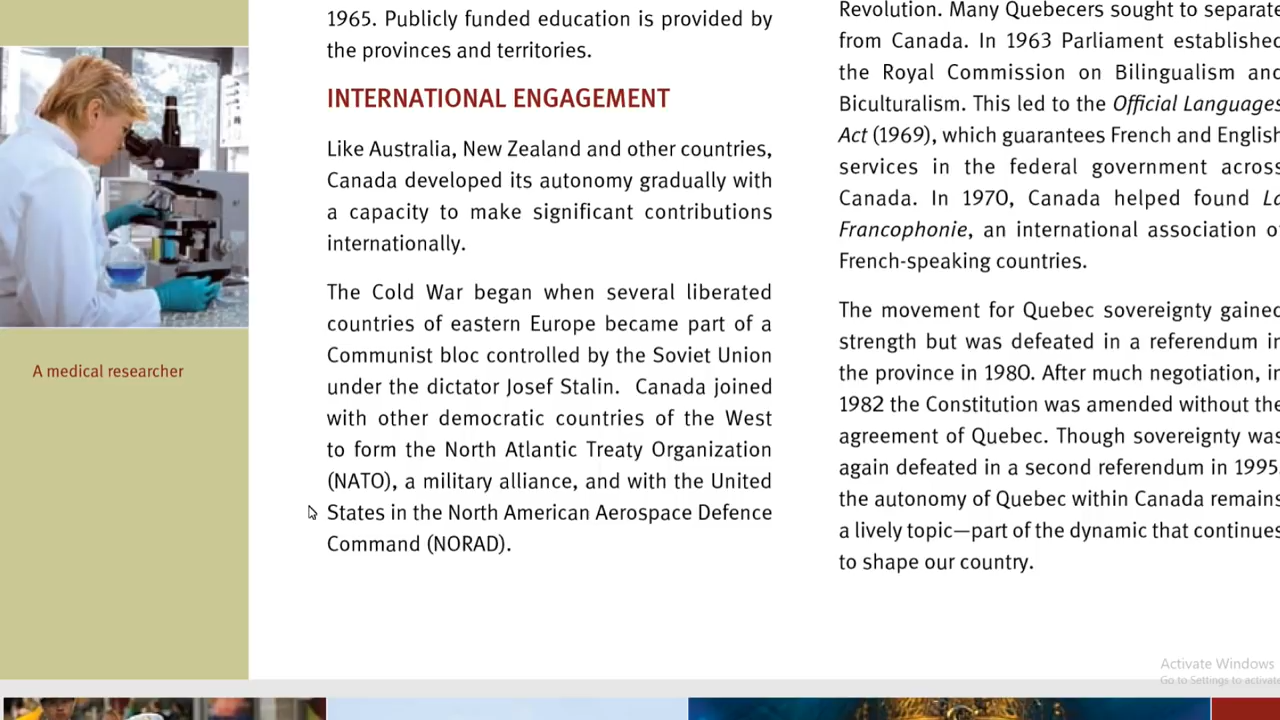 1965. Publicly funded education is provided by
the provinces and territories.
INTERNATIONAL ENGAGEMENT
Like Australia, New Zealand and other countries,
Canada developed its autonomy gradually with
a capacity to make significant contributions
internationally.
The Cold War began when several liberated
countries of eastern Europe became part of a
Communist bloc controlled by the Soviet Union
under the dictator Josef Stalin. Canada joined
with other democratic countries of the West
to form the North Atlantic Treaty Organization
(NATO), a military alliance, and with the United
States in the North American Aerospace Defence
Command (NORAD).
A medical researcher
Revolution. Many Quebecers sought to separate
from Canada. In 1963 Parliament established
the Royal Commission on Bilingualism and
Biculturalism. This led to the Official Languages
Act (1969), which guarantees French and English
services in the federal government across
Canada. In 1970, Canada helped found La
Francophonie, an international association of
French-speaking countries.
The movement for Quebec sovereignty gained
strength but was defeated in a referendum in
the province in 1980. After much negotiation, in
1982 the Constitution was amended without the
agreement of Quebec. Though sovereignty was
again defeated in a second referendum in 1995,
the autonomy of Quebec within Canada remains
a lively topic—part of the dynamic that continues
to shape our country.
Activate Windows
Go to Settings to activate